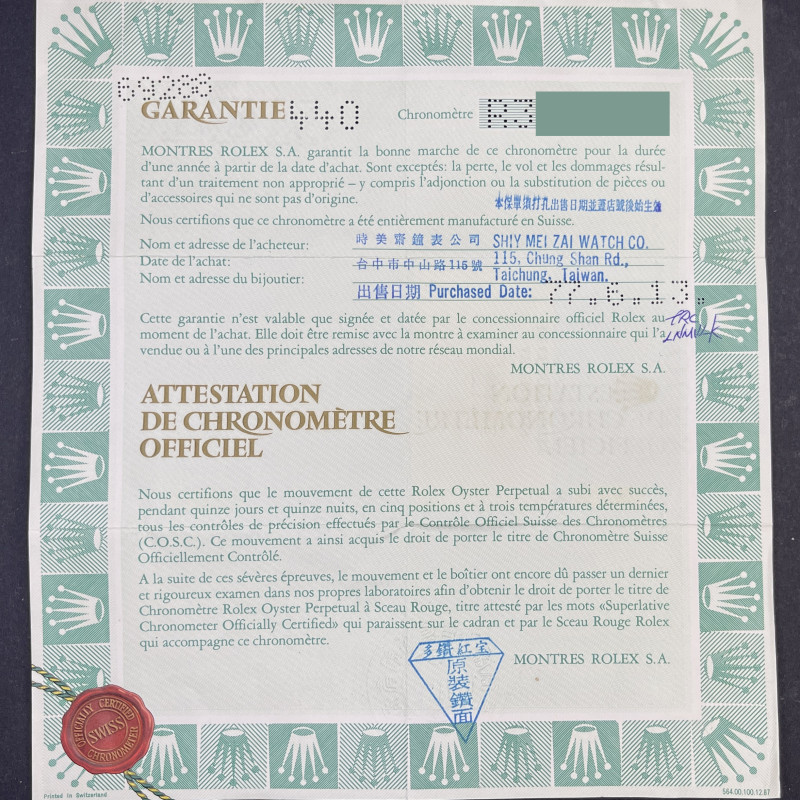 69288
GARANTIE 440
Chronomètre R3
MONTRES ROLEX S.A. garantit la bonne marche de ce chronomètre pour la durée
d'une année à partir de la date d'achat. Sont exceptés: la perte, le vol et les dommages résul-
tant d'un traitement non approprié – y compris l'adjonction ou la substitution de pièces ou
d'accessoires qui ne sont pas d'origine.
本保單須打孔出售日期並蓋店號後始生效
Nous certifions que ce chronomètre a été entièrement manufacturé en Suisse.
Nom et adresse de l'acheteur:
時美齋鐘表公司 SHIY MEI ZAI WATCH CO.
Date de l'achat:
台中市中山路115號 115, Chung Shan Rd.,
Nom et adresse du bijoutier:
Taichung, Taiwan.
出售日期 Purchased Date: 77.6.13.
Cette garantie n'est valable que signée et datée par le concessionnaire officiel Rolex au
moment de l'achat. Elle doit être remise avec la montre à examiner au concessionnaire qui l'a
vendue ou à l'une des principales adresses de notre réseau mondial.
MONTRES ROLEX S.A.
ATTESTATION
DE CHRONOMÈTRE
OFFICIEL
Nous certifions que le mouvement de cette Rolex Oyster Perpetual a subi avec succès,
pendant quinze jours et quinze nuits, en cinq positions et à trois températures déterminées,
tous les contrôles de précision effectués par le Contrôle Officiel Suisse des Chronomètres
(C.O.S.C.). Ce mouvement a ainsi acquis le droit de porter le titre de Chronomètre Suisse
Officiellement Contrôlé.
A la suite de ces sévères épreuves, le mouvement et le boîtier ont encore dû passer un dernier
et rigoureux examen dans nos propres laboratoires afin d'obtenir le droit de porter le titre de
Chronomètre Rolex Oyster Perpetual à Sceau Rouge, titre attesté par les mots «Superlative
Chronometer Officially Certified» qui paraissent sur le cadran et par le Sceau Rouge Rolex
qui accompagne ce chronomètre.
MONTRES ROLEX S.A.
多鑽紅宝
原裝鑽面
OFFICIALLY CERTIFIED
SWISS
CHRONOMETER
Printed in Switzerland
564.00.100.12.87